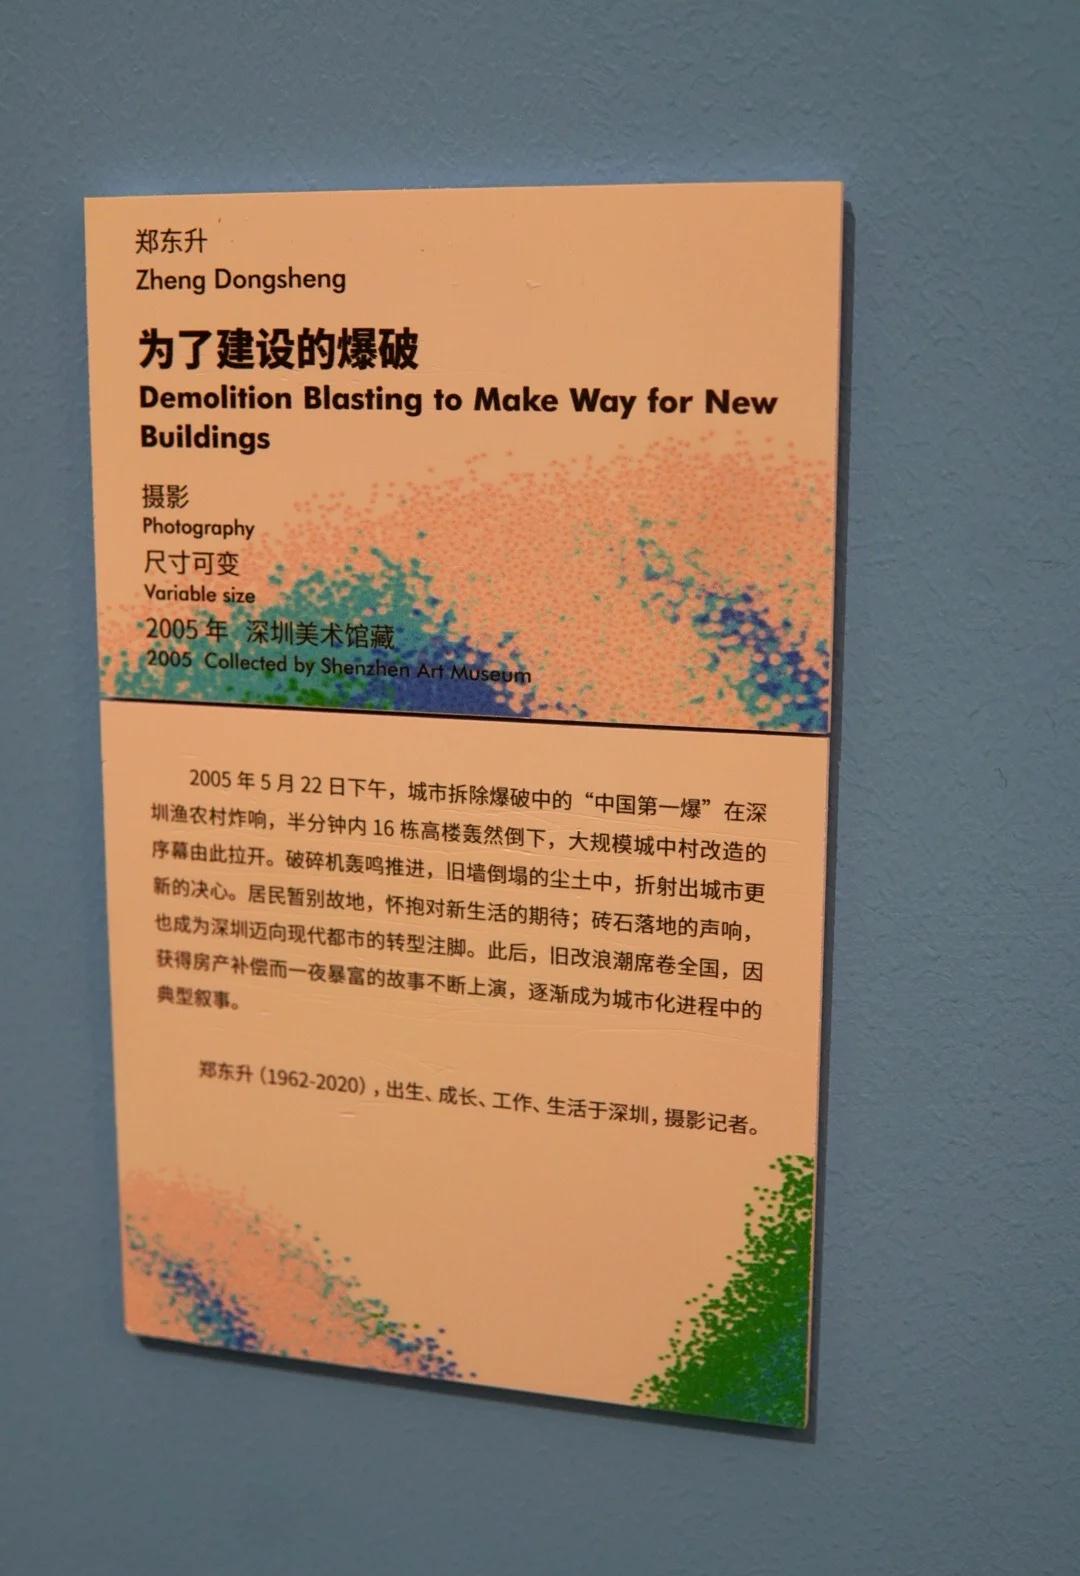 郑东升
Zheng Dongsheng
为了建设的爆破
Demolition Blasting to Make Way for New
Buildings
摄影
Photography
尺寸可变
Variable size
2005 年 深圳美术馆藏
2005 Collected by Shenzhen Art Museum
2005 年 5 月 22 日下午，城市拆除爆破中的“中国第一爆”在深
圳渔农村炸响，半分钟内 16 栋高楼轰然倒下，大规模城中村改造的
序幕由此拉开。破碎机轰鸣推进，旧墙倒塌的尘土中，折射出城市更
新的决心。居民暂别故地，怀抱对新生活的期待；砖石落地的声响，
也成为深圳迈向现代都市的转型注脚。此后，旧改浪潮席卷全国，因
获得房产补偿而一夜暴富的故事不断上演，逐渐成为城市化进程中的
典型叙事。
郑东升（1962-2020），出生、成长、工作、生活于深圳，摄影记者。